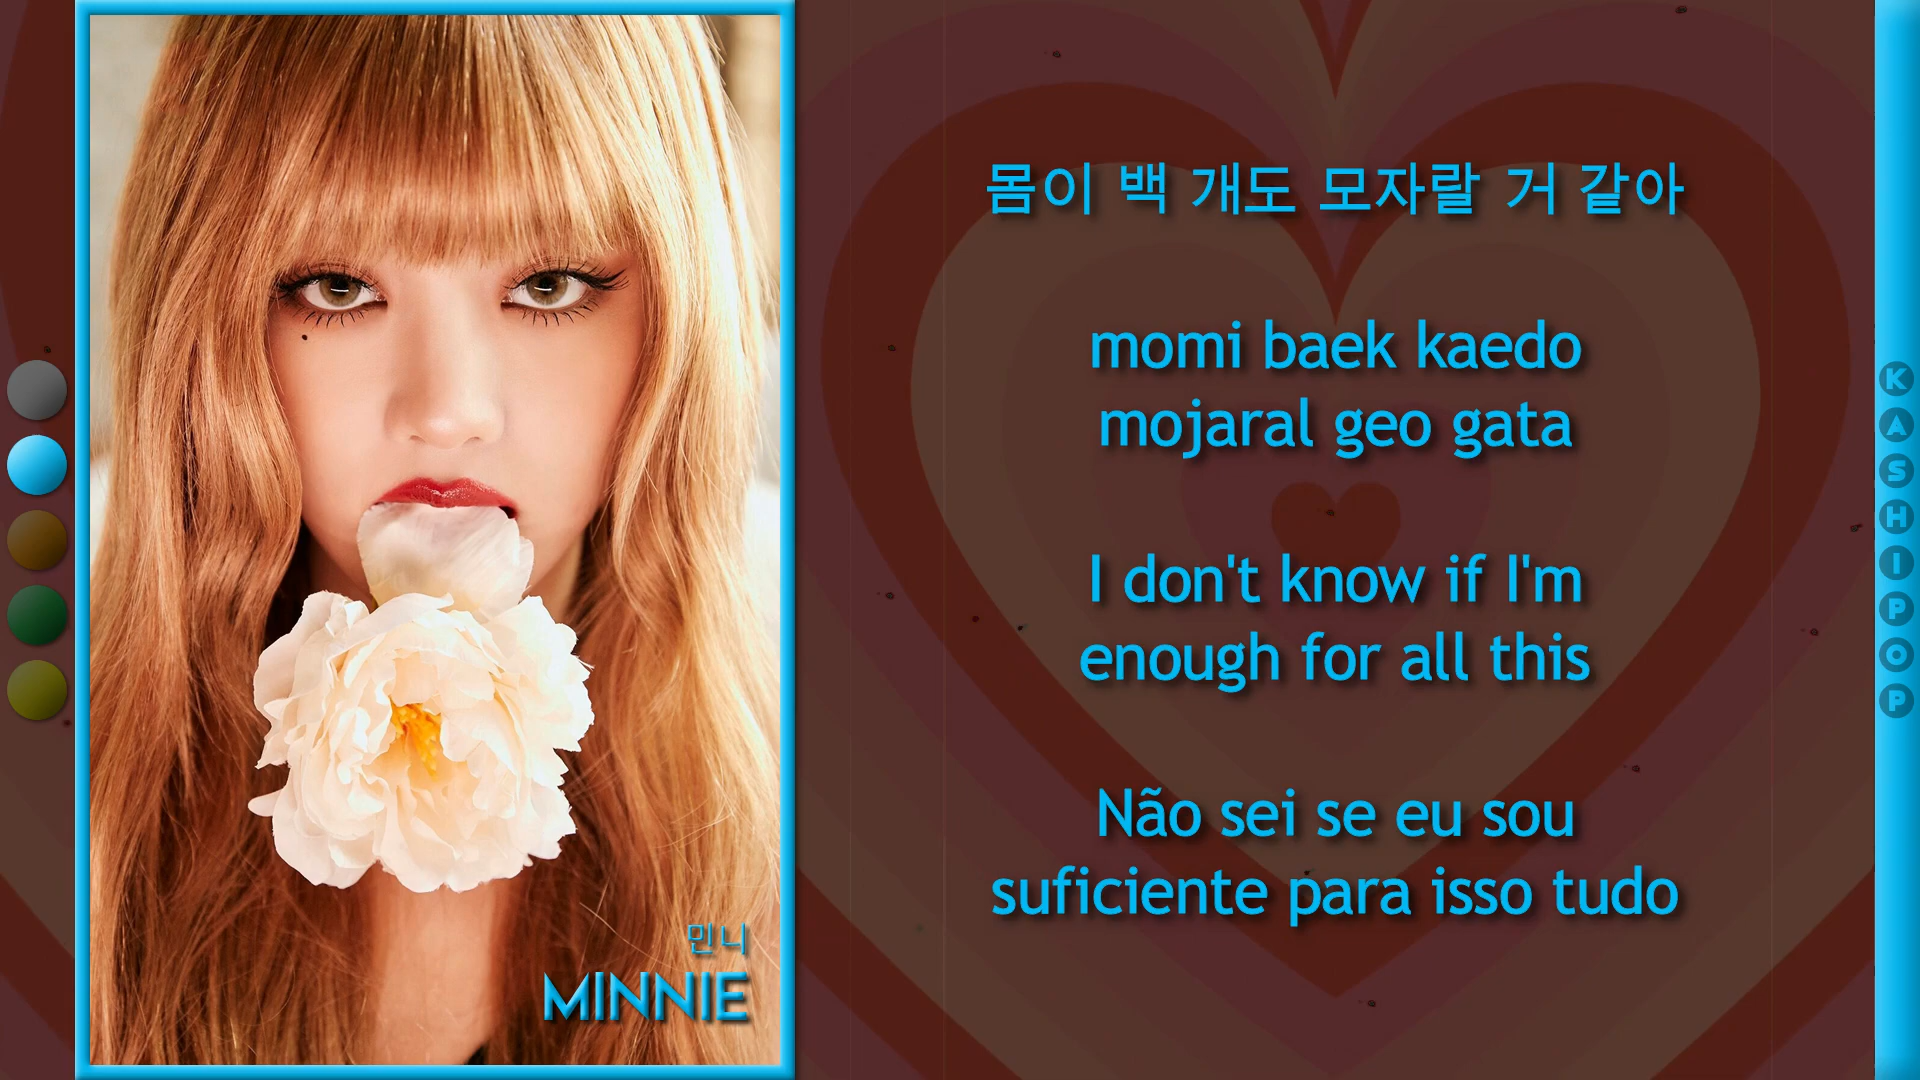 몸이 백 개도 모자랄 거 같아
momi baek kaedo
mojaral geo gata
I don't know if I'm
enough for all this
Não sei se eu sou
suficiente para isso tudo
민니
MINNIE
KASHIPOP